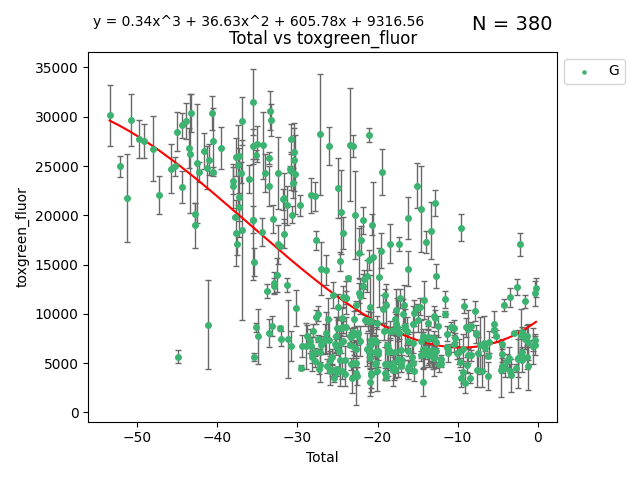 y = 0.34x^3 + 36.63x^2 + 605.78x + 9316.56
N = 380
Total vs toxgreen_fluor
G
35000
30000
25000
20000
15000
10000
5000
0
toxgreen_fluor
−50
−40
−30
−20
−10
0
Total